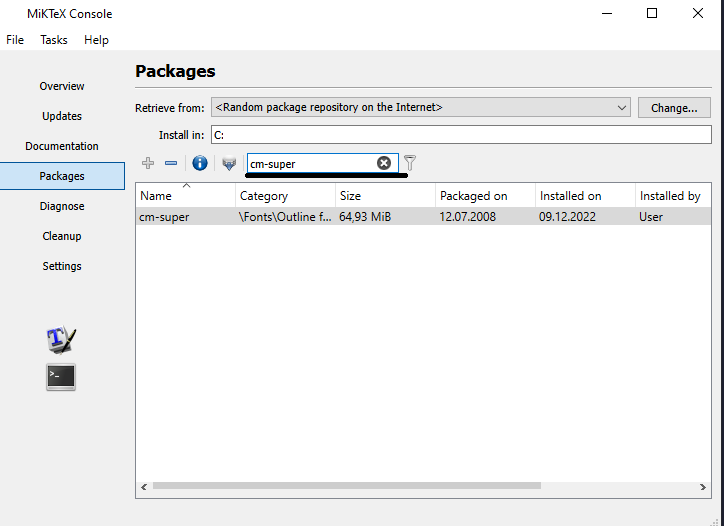 MiKTeX Console
File Tasks Help
Overview
Updates
Documentation
Packages
Diagnose
Cleanup
Settings
Packages
Retrieve from: <Random package repository on the Internet> Change...
Install in: C:
cm-super
Name Category Size Packaged on Installed on Installed by
cm-super \Fonts\Outline f... 64,93 MiB 12.07.2008 09.12.2022 User